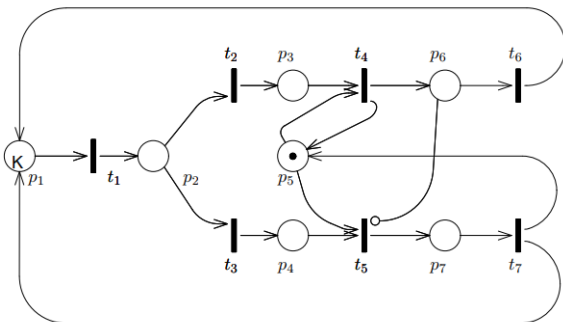 t₂ p₃ t₄ p₆ t₆
K p₁ t₁ p₂ p₅
t₃ p₄ t₅ p₇ t₇